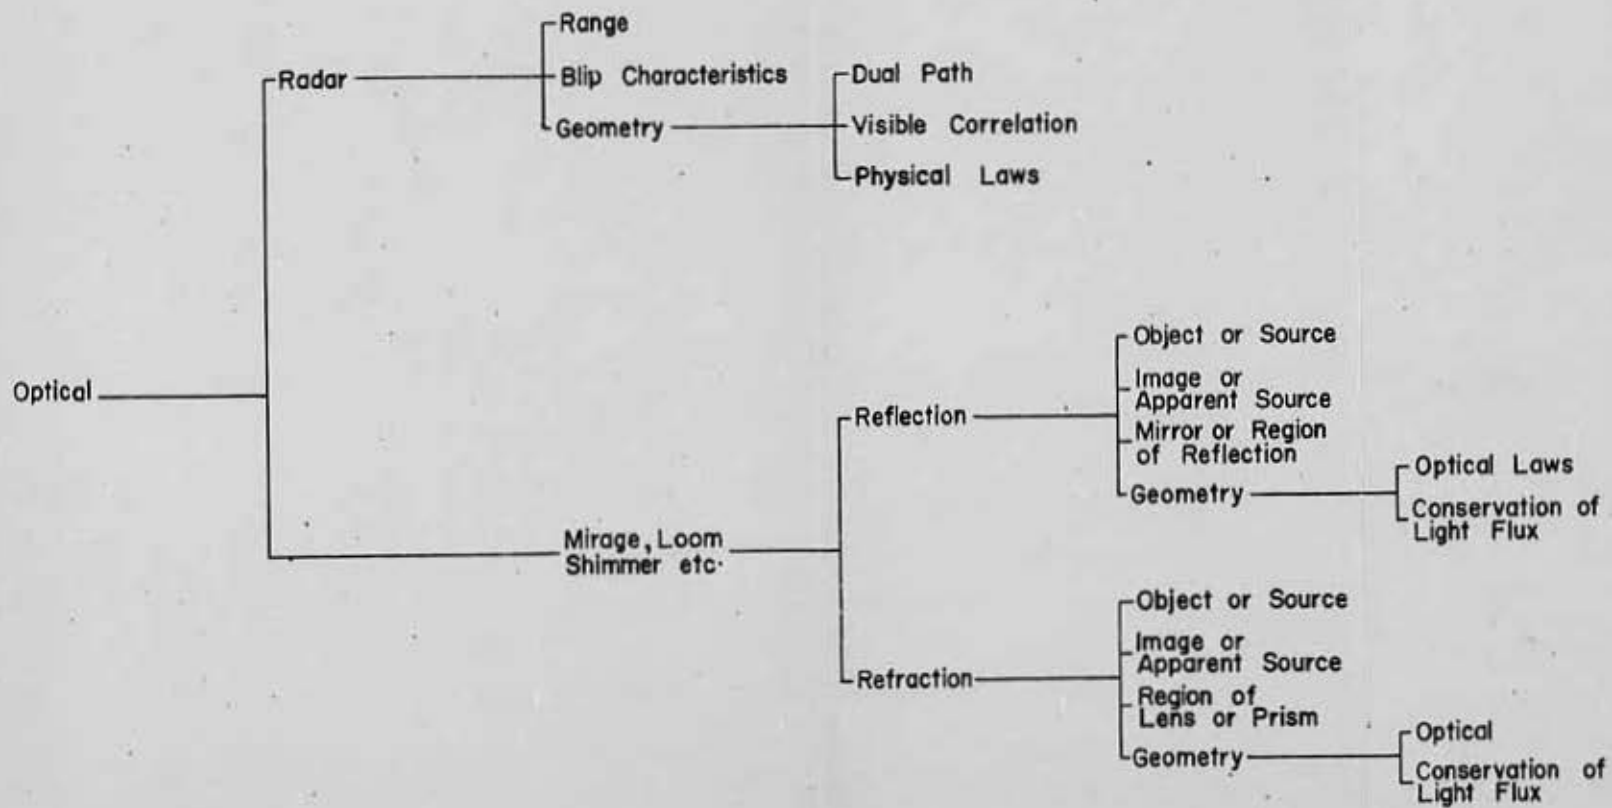 Range
Radar
Blip Characteristics
Dual Path
Geometry
Visible Correlation
Physical Laws
Object or Source
Optical
Image or
Apparent Source
Reflection
Mirror or Region
of Reflection
Optical Laws
Geometry
Conservation of
Light Flux
Mirage, Loom
Shimmer etc.
Object or Source
Image or
Apparent Source
Refraction
Region of
Lens or Prism
Optical
Geometry
Conservation of
Light Flux